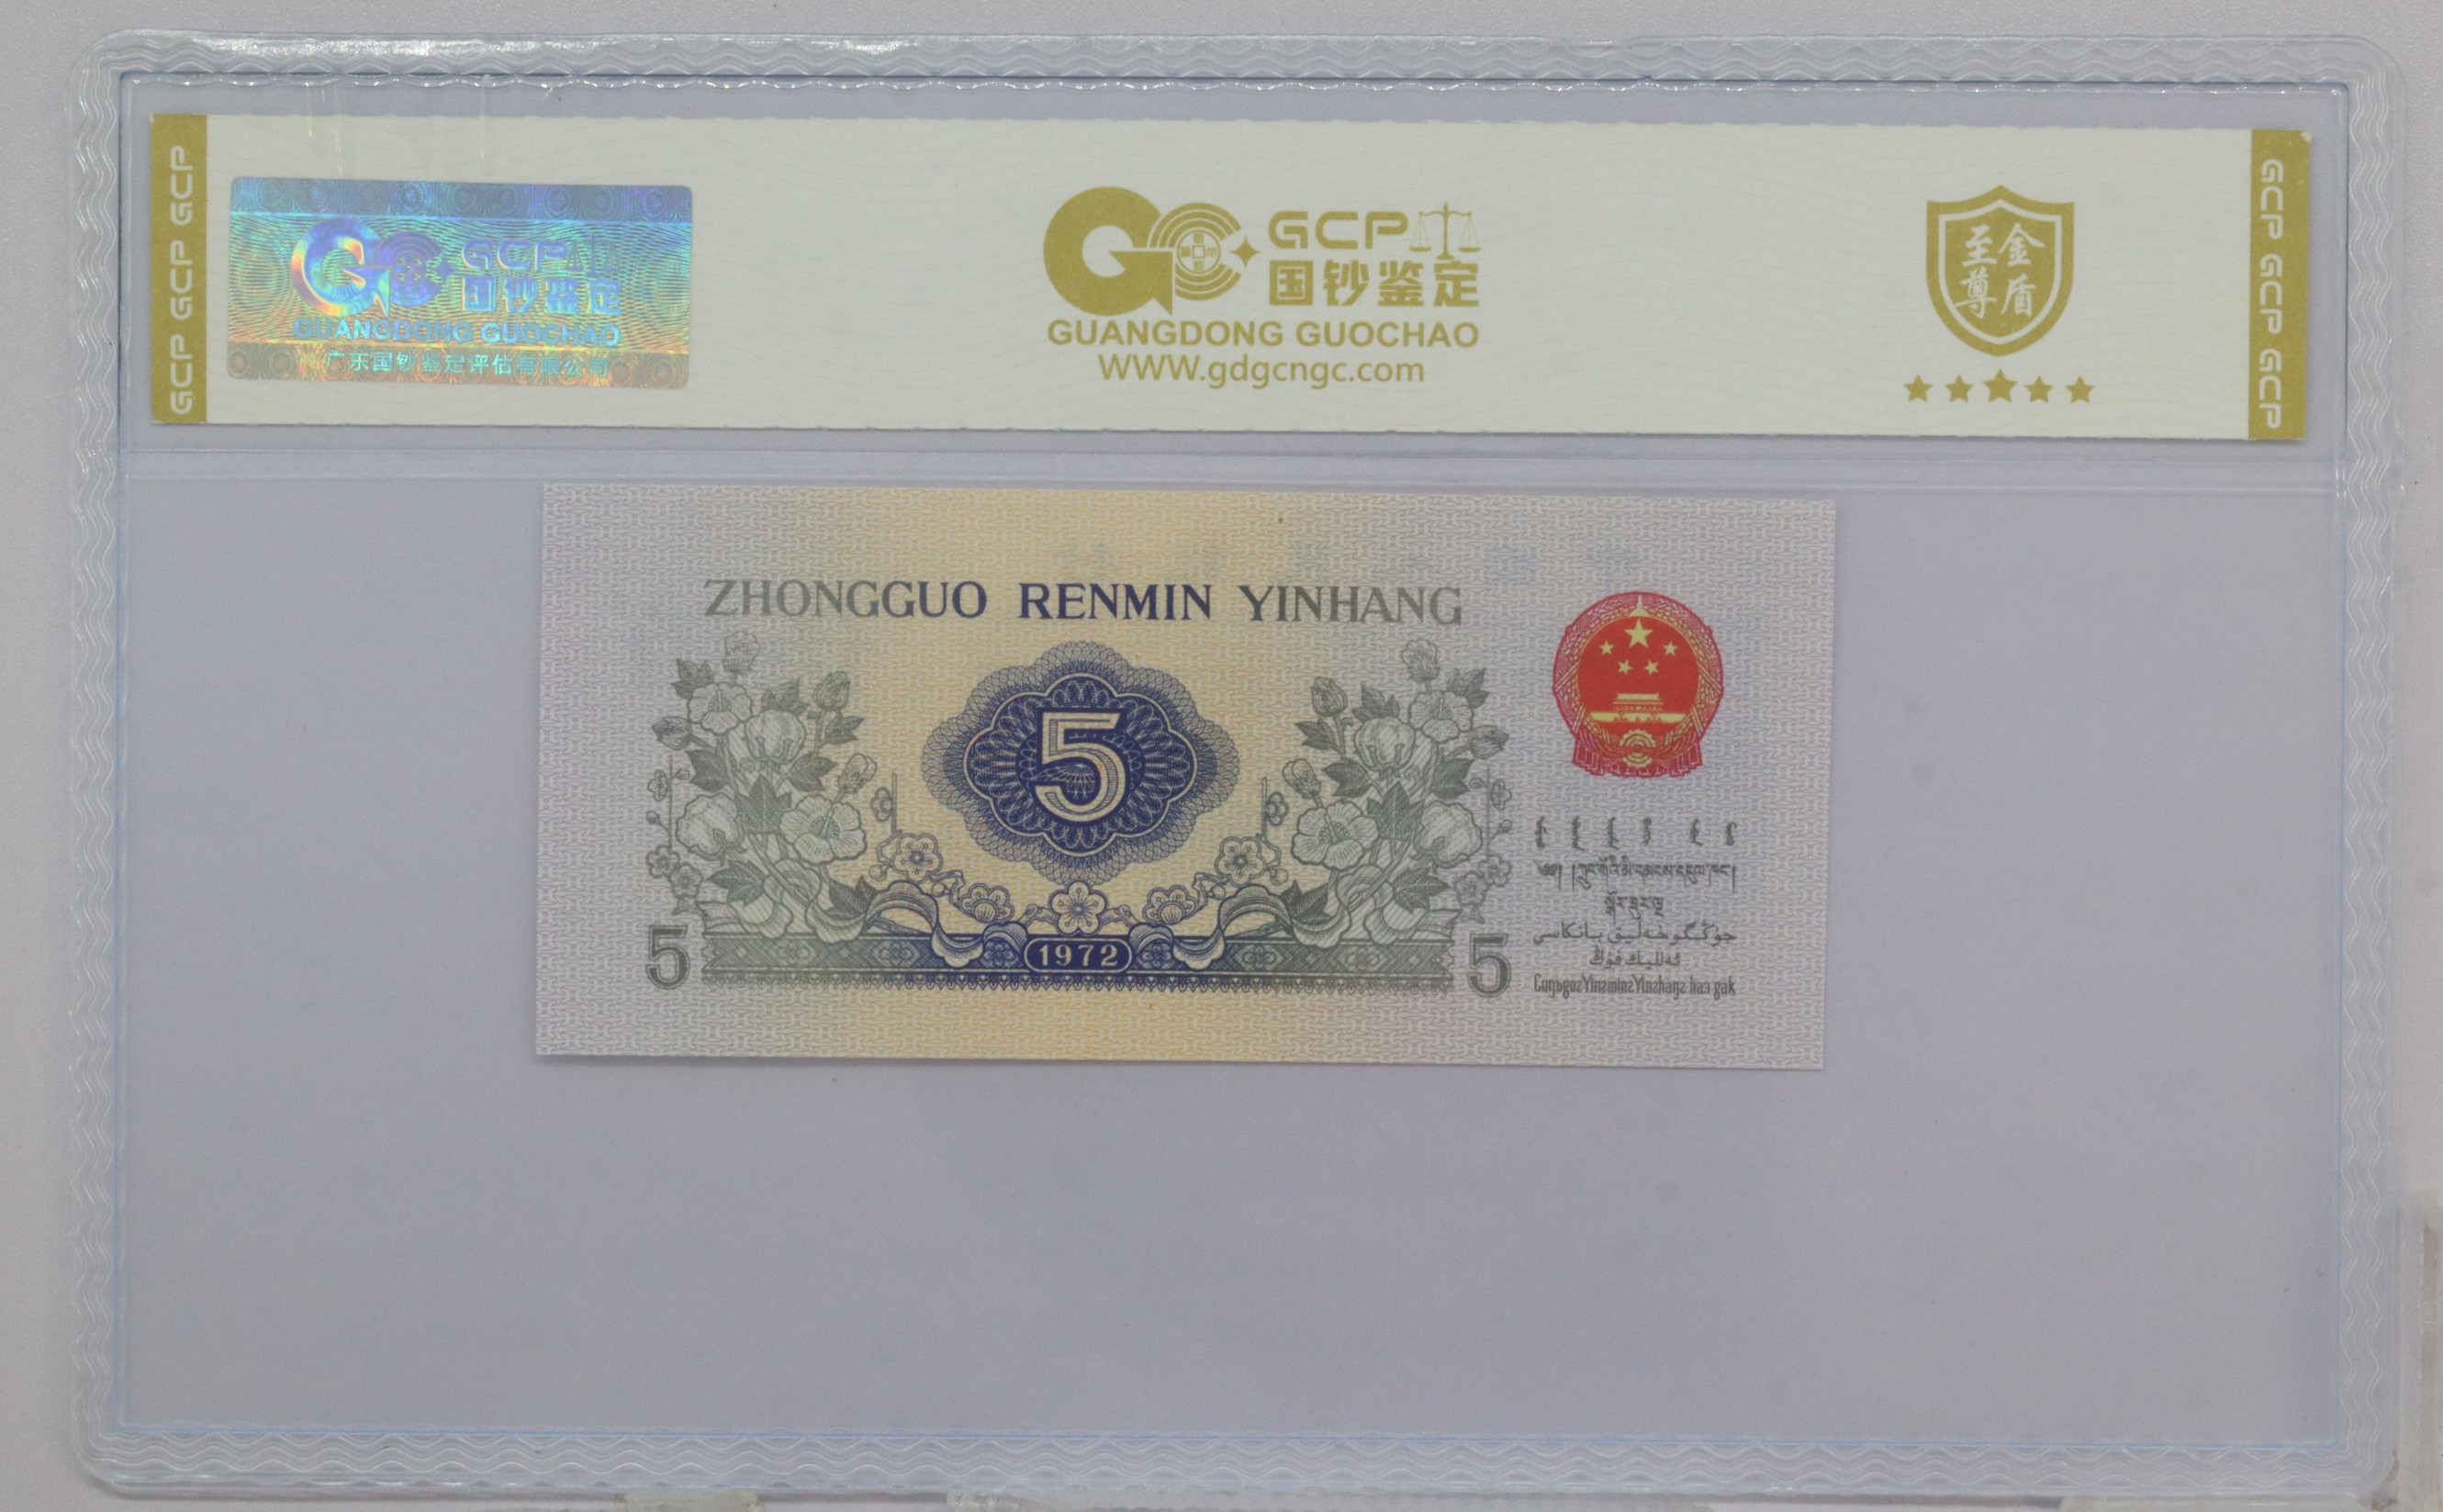 GCP GCP GCP
GCP
国钞鉴定
GUANGDONG GUOCHAO
广东国钞鉴定评估有限公司
GCP
国钞鉴定
GUANGDONG GUOCHAO
WWW.gdgcngc.com
至尊
金盾
GCP GCP GCP
ZHONGGUO RENMIN YINHANG
5
1972
5
5
جۇڭگو خەلق بانكىسى